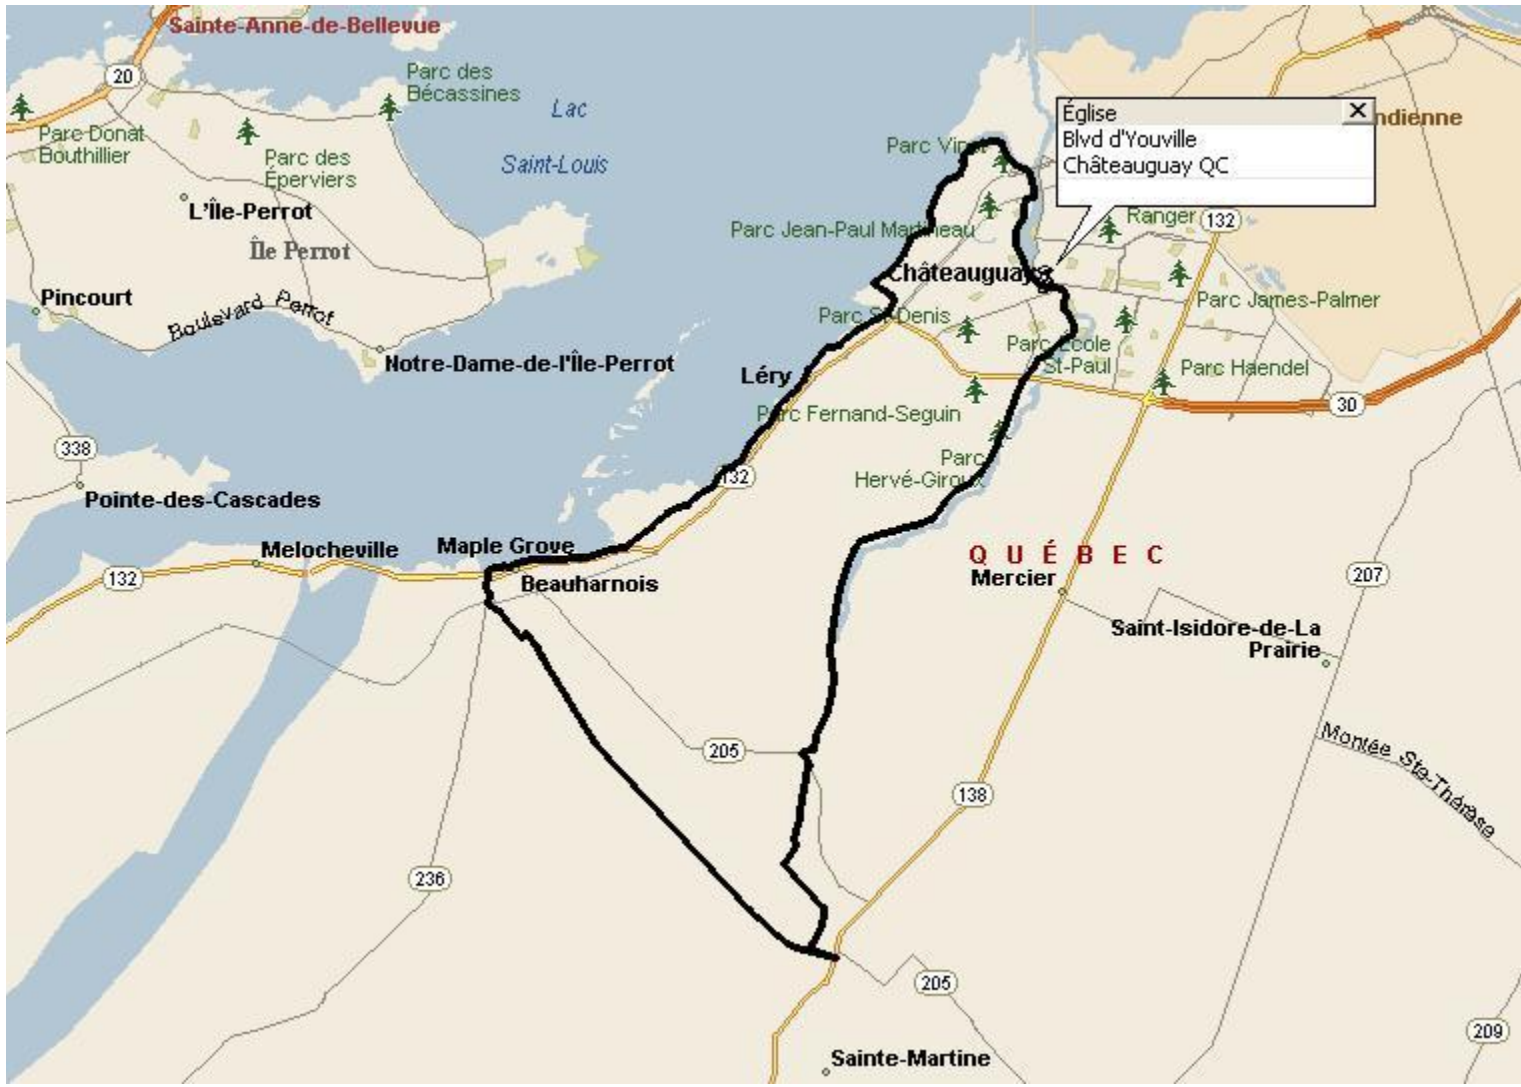 Sainte-Anne-de-Bellevue
20
Parc des
Bécassines
Lac
Saint-Louis
Parc Donat
Bouthillier
Parc des
Éperviers
L'Île-Perrot
Île Perrot
Pincourt
Boulevard Perrot
Notre-Dame-de-l'Île-Perrot
Église
Blvd d'Youville
Châteauguay QC
ndienne
Parc Vinet
Parc Jean-Paul Martineau
Ranger
132
Châteauguay
Parc James-Palmer
Parc St-Denis
Parc École
St-Paul
Parc Haendel
Léry
30
Parc Fernand-Seguin
338
132
Parc
Hervé-Giroux
Pointe-des-Cascades
Melocheville
Maple Grove
132
Beauharnois
QUÉBEC
Mercier
207
Saint-Isidore-de-La
Prairie
205
Montée Ste-Thérèse
138
236
205
209
Sainte-Martine